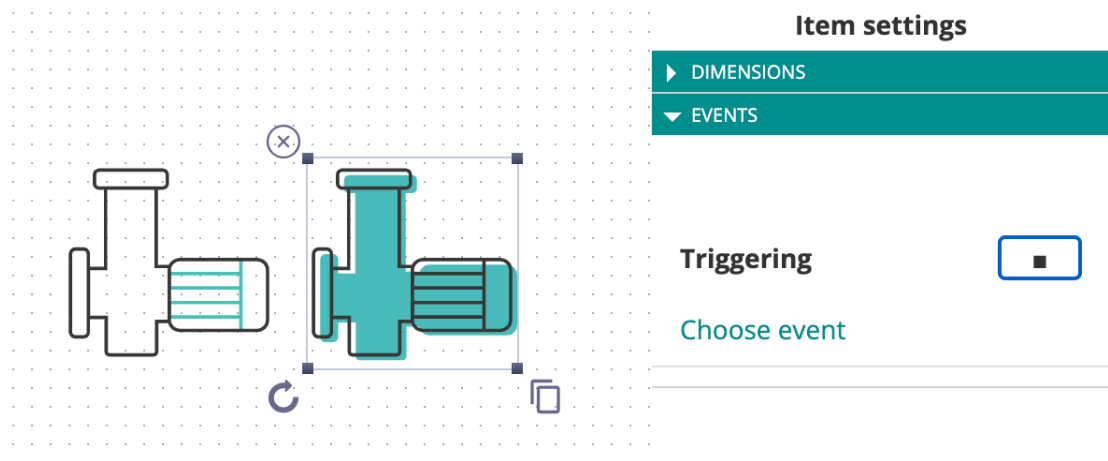 Item settings
DIMENSIONS
EVENTS
Triggering
Choose event